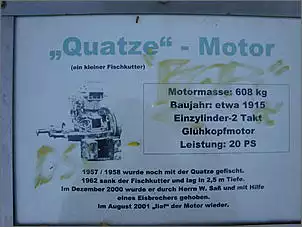 „Quatze" - Motor
(ein kleiner Fischkutter)
Motormasse: 608 kg
Baujahr: etwa 1915
Einzylinder-2 Takt
Glühkopfmotor
Leistung: 20 PS
1957 / 1958 wurde noch mit der Quatze gefischt.
1962 sank der Fischkutter und lag in 2,5 m Tiefe.
Im Dezember 2000 wurde er durch Herrn W. Saß und mit Hilfe
eines Eisbrechers gehoben.
Im August 2001 „lief" der Motor wieder.